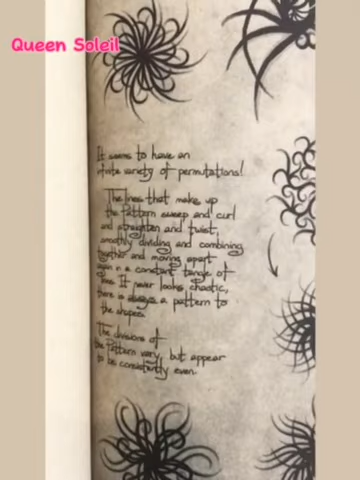 Queen Soleil
It seems to have an
infinite variety of permutations!
The lines that make up
the Pattern sweep and curl
and straighten and twist,
smoothly dividing and combining
together and moving apart
again in a constant tangle of
lines. It never looks chaotic,
there is always a pattern to
the shapes.
The divisions of
the Pattern vary, but appear
to be consistently even.